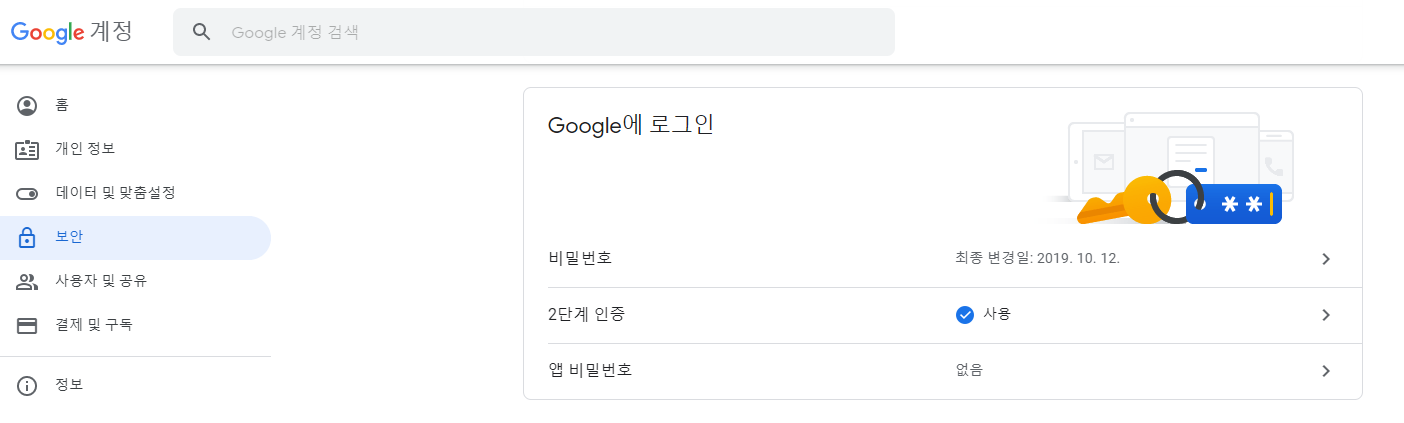 Google 계정
Google 계정 검색
홈
개인 정보
데이터 및 맞춤설정
보안
사용자 및 공유
결제 및 구독
정보
Google에 로그인
**
비밀번호 최종 변경일: 2019. 10. 12.
2단계 인증 사용
앱 비밀번호 없음